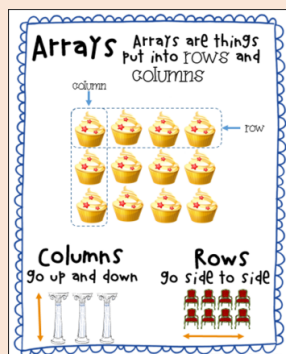 Arrays Arrays are things
put into rows and
columns
column
row
Columns
go up and down
Rows
go side to side